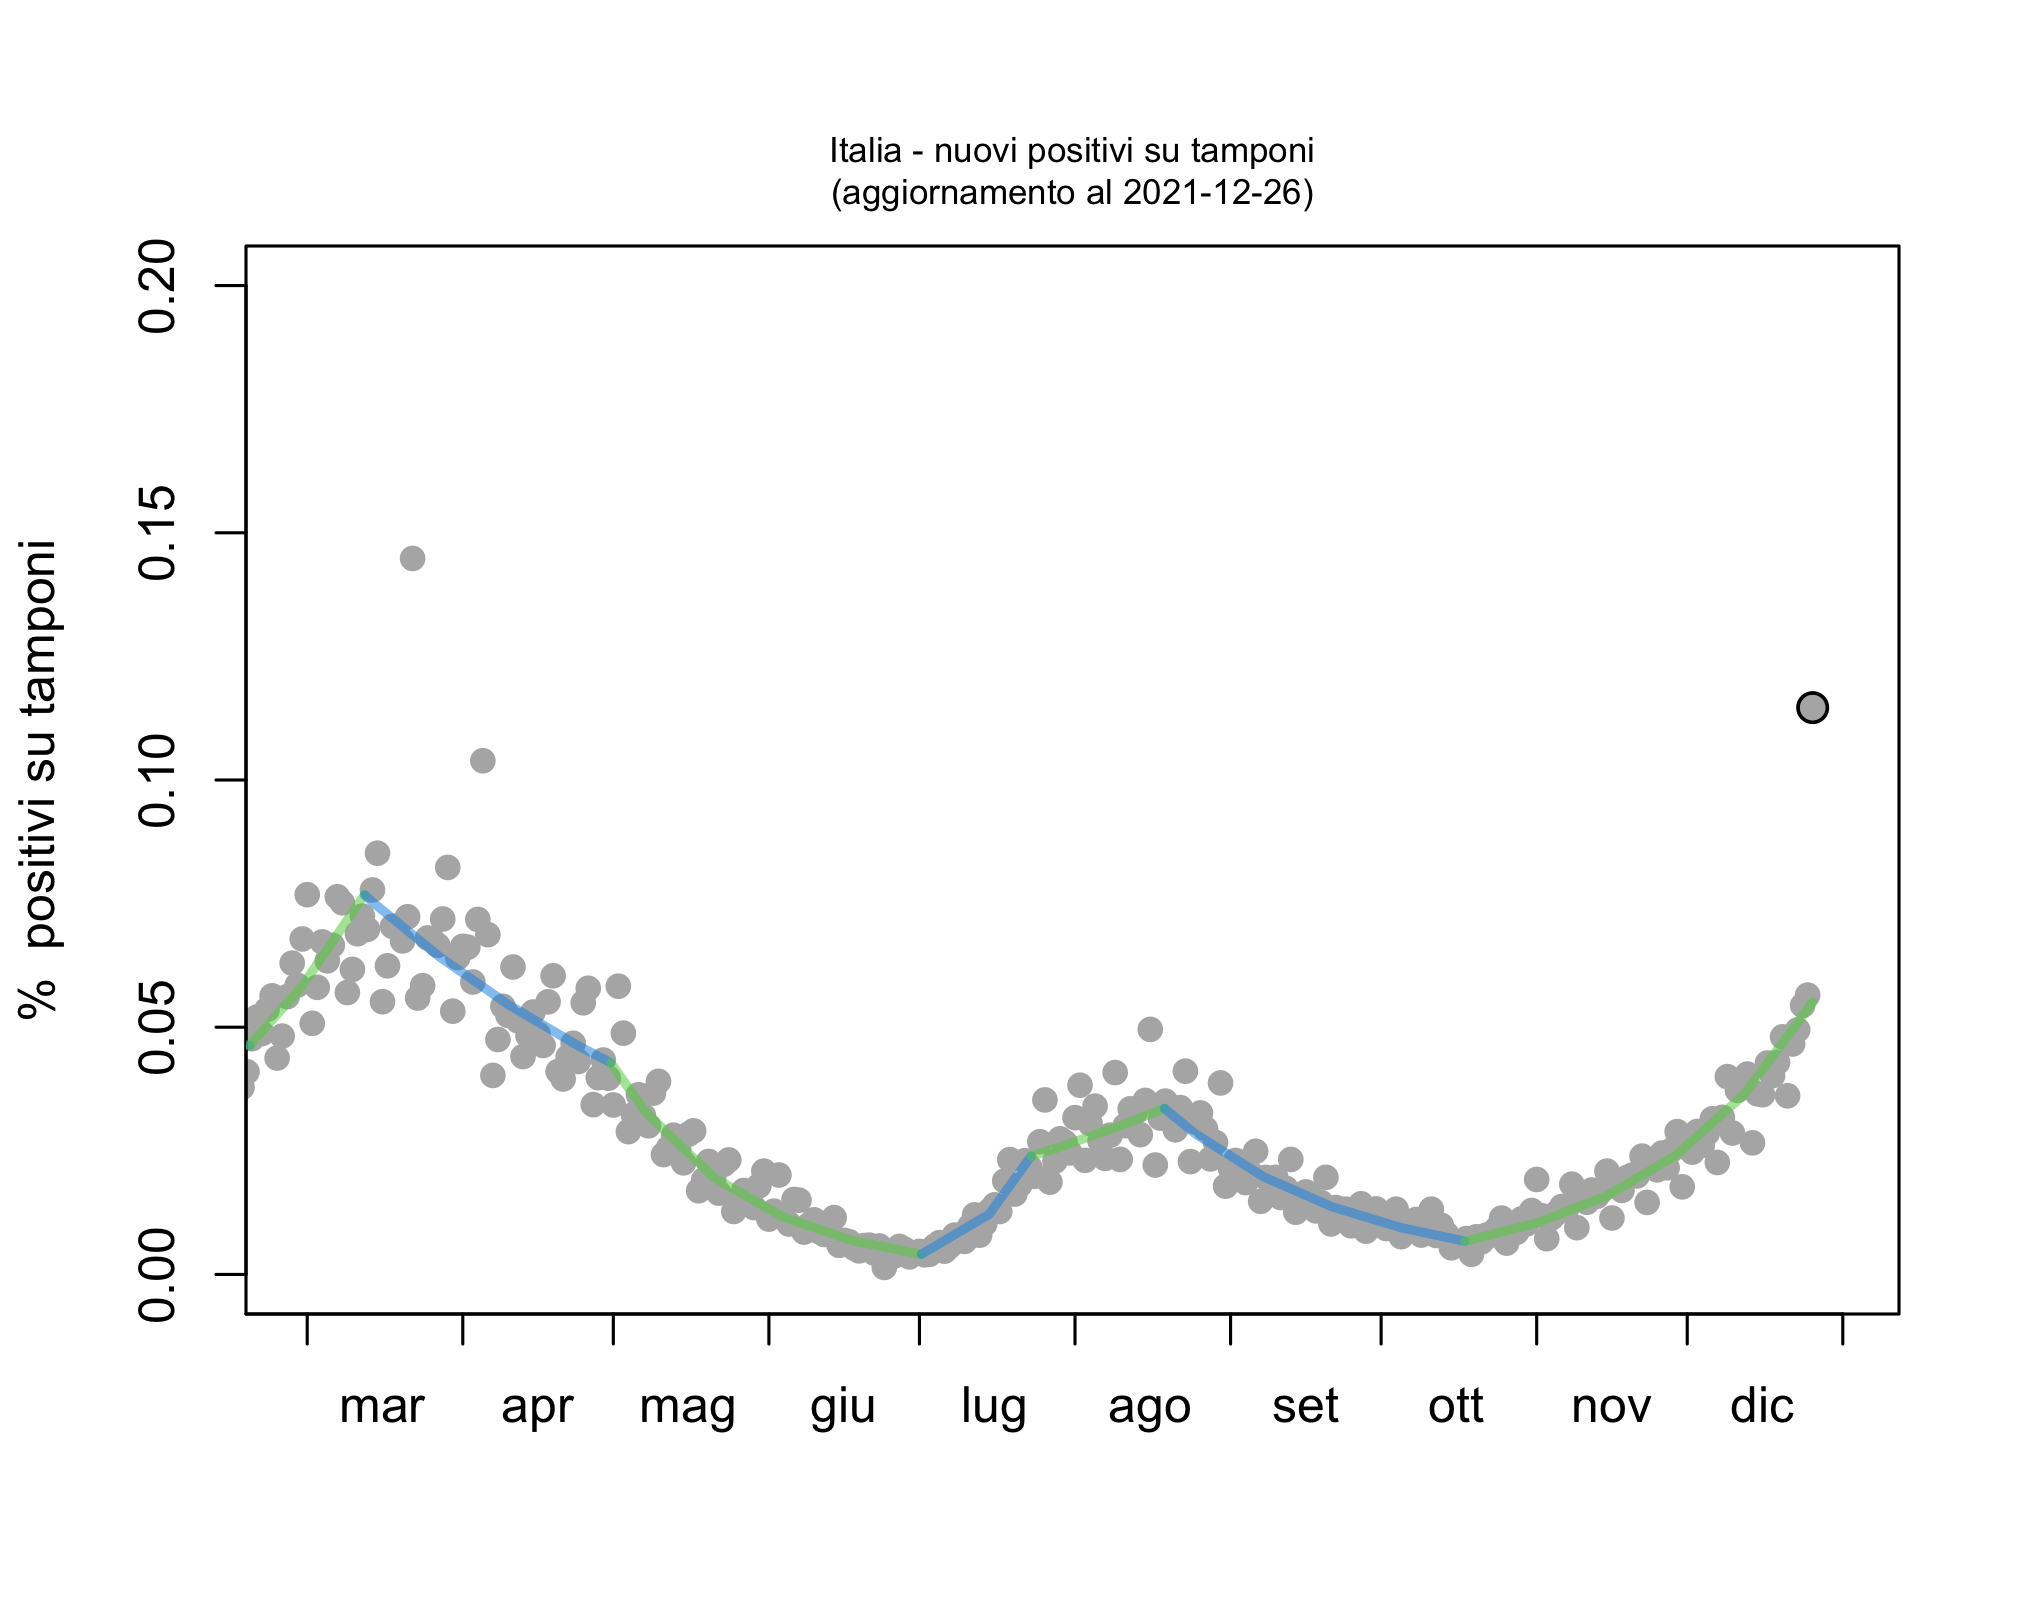 Italia - nuovi positivi su tamponi
(aggiornamento al 2021-12-26)
% positivi su tamponi
0.20
0.15
0.10
0.05
0.00
mar apr mag giu lug ago set ott nov dic